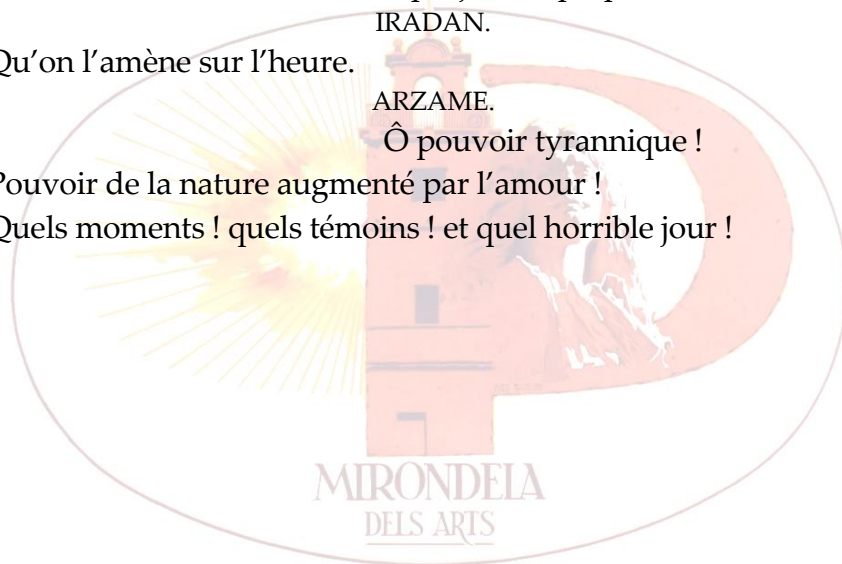 IRADAN.
Qu’on l’amène sur l’heure.
ARZAME.
Ô pouvoir tyrannique !
Pouvoir de la nature augmenté par l’amour !
Quels moments ! quels témoins ! et quel horrible jour !
MIRONDELA
DELS ARTS